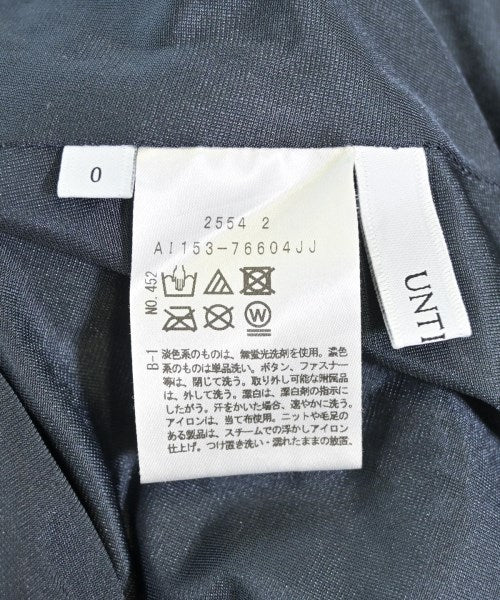 0
2554 2
AI153-76604JJ
NO.452
B-1
W
淡色系のものは、無蛍光洗剤を使用。濃色
系のものは単品洗い。ボタン、ファスナー
等は、閉じて洗う。取り外し可能な附属品
は、外して洗う。漂白は、漂白剤の指示に
したがう。汗をかいた場合、速やかに洗う。
アイロンは、当て布使用。ニットや毛足の
ある製品は、スチームでの浮かしアイロン
仕上げ。つけ置き洗い・濡れたままの放置、
UNTI